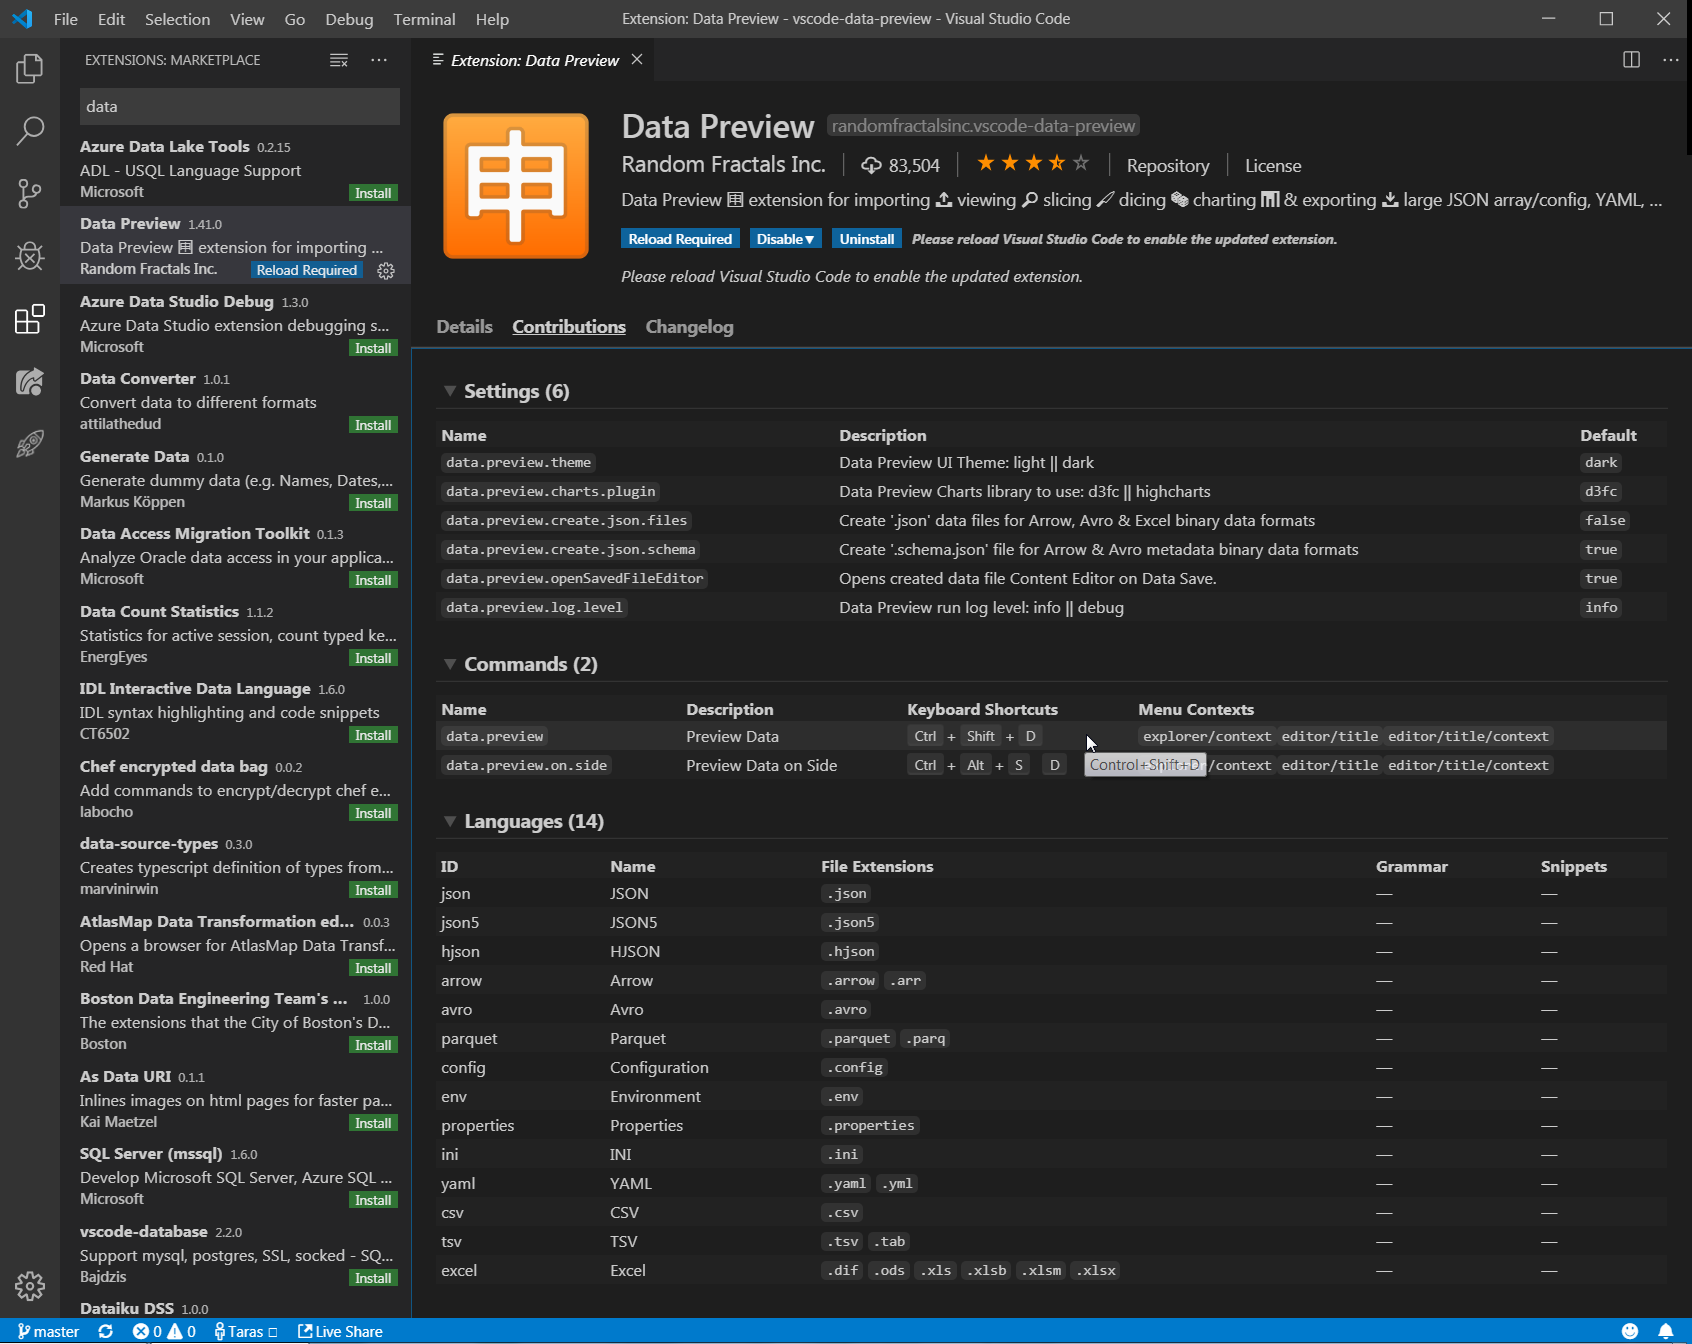 File Edit Selection View Go Debug Terminal Help Extension: Data Preview - vscode-data-preview - Visual Studio Code
EXTENSIONS: MARKETPLACE
data
Azure Data Lake Tools 0.2.15
ADL - USQL Language Support
Microsoft Install
Data Preview 1.41.0
Data Preview 🈸 extension for importing ...
Random Fractals Inc. Reload Required
Azure Data Studio Debug 1.3.0
Azure Data Studio extension debugging s...
Microsoft Install
Data Converter 1.0.1
Convert data to different formats
attilathedud Install
Generate Data 0.1.0
Generate dummy data (e.g. Names, Dates,...
Markus Köppen Install
Data Access Migration Toolkit 0.1.3
Analyze Oracle data access in your applica...
Microsoft Install
Data Count Statistics 1.1.2
Statistics for active session, count typed ke...
EnergEyes Install
IDL Interactive Data Language 1.6.0
IDL syntax highlighting and code snippets
CT6502 Install
Chef encrypted data bag 0.0.2
Add commands to encrypt/decrypt chef e...
labocho Install
data-source-types 0.3.0
Creates typescript definition of types from...
marvinirwin Install
AtlasMap Data Transformation ed... 0.0.3
Opens a browser for AtlasMap Data Transf...
Red Hat Install
Boston Data Engineering Team's ... 1.0.0
The extensions that the City of Boston's D...
Boston Install
As Data URI 0.1.1
Inlines images on html pages for faster pa...
Kai Maetzel Install
SQL Server (mssql) 1.6.0
Develop Microsoft SQL Server, Azure SQL ...
Microsoft Install
vscode-database 2.2.0
Support mysql, postgres, SSL, socked - SQ...
Bajdzis Install
Dataiku DSS 1.0.0
Extension: Data Preview
申
Data Preview randomfractalsinc.vscode-data-preview
Random Fractals Inc. 83,504 Repository License
Data Preview 🈸 extension for importing 📤 viewing 🔎 slicing 🔪 dicing 🎲 charting 📊 & exporting 📥 large JSON array/config, YAML, ...
Reload Required Disable▼ Uninstall Please reload Visual Studio Code to enable the updated extension.
Please reload Visual Studio Code to enable the updated extension.
Details Contributions Changelog
Settings (6)
Name Description Default
data.preview.theme Data Preview UI Theme: light || dark dark
data.preview.charts.plugin Data Preview Charts library to use: d3fc || highcharts d3fc
data.preview.create.json.files Create '.json' data files for Arrow, Avro & Excel binary data formats false
data.preview.create.json.schema Create '.schema.json' file for Arrow & Avro metadata binary data formats true
data.preview.openSavedFileEditor Opens created data file Content Editor on Data Save. true
data.preview.log.level Data Preview run log level: info || debug info
Commands (2)
Name Description Keyboard Shortcuts Menu Contexts
data.preview Preview Data Ctrl + Shift + D explorer/context editor/title editor/title/context
data.preview.on.side Preview Data on Side Ctrl + Alt + S D Control+Shift+D /context editor/title editor/title/context
Languages (14)
ID Name File Extensions Grammar Snippets
json JSON .json — —
json5 JSON5 .json5 — —
hjson HJSON .hjson — —
arrow Arrow .arrow .arr — —
avro Avro .avro — —
parquet Parquet .parquet .parq — —
config Configuration .config — —
env Environment .env — —
properties Properties .properties — —
ini INI .ini — —
yaml YAML .yaml .yml — —
csv CSV .csv — —
tsv TSV .tsv .tab — —
excel Excel .dif .ods .xls .xlsb .xlsm .xlsx — —
master 0 0 Taras □ Live Share